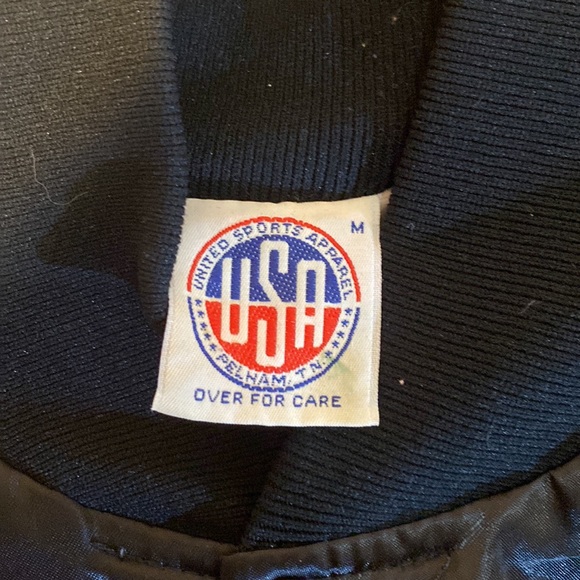 M
UNITED SPORTS APPAREL
USA
PELHAM, TN.
OVER FOR CARE